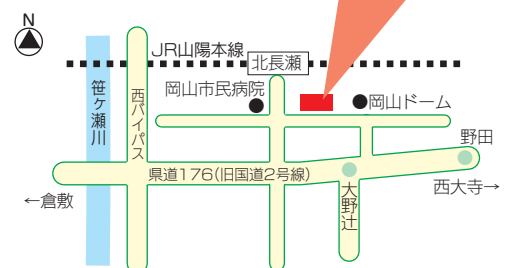 N
JR山陽本線
北長瀬
岡山市民病院
岡山ドーム
笹ヶ瀬川
西バイパス
野田
県道176(旧国道2号線)
大野辻
西大寺→
←倉敷